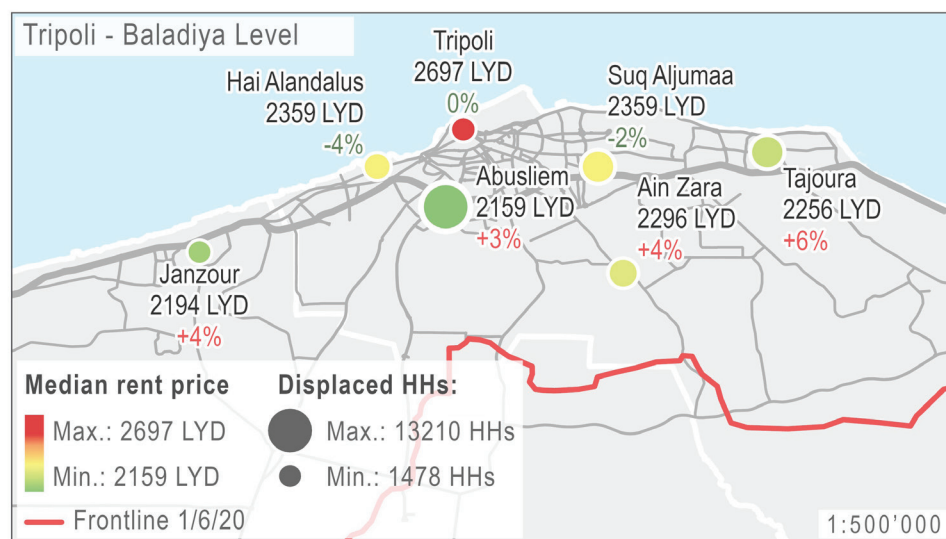 Tripoli - Baladiya Level
Tripoli
2697 LYD
0%
Hai Alandalus
2359 LYD
-4%
Suq Aljumaa
2359 LYD
-2%
Abusliem
2159 LYD
+3%
Ain Zara
2296 LYD
+4%
Tajoura
2256 LYD
+6%
Janzour
2194 LYD
+4%
Median rent price
Max.: 2697 LYD
Min.: 2159 LYD
Frontline 1/6/20
Displaced HHs:
Max.: 13210 HHs
Min.: 1478 HHs
1:500'000